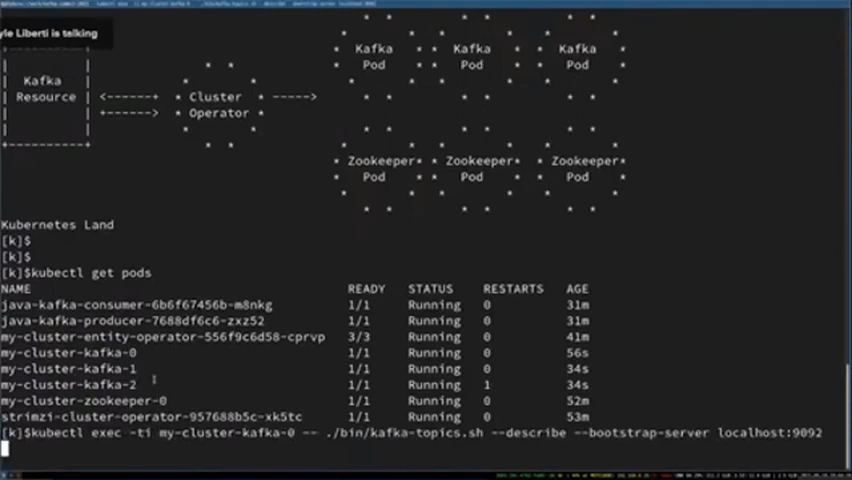 yle Liberti is talking
* * * * * *
* * * * * *
| | * Kafka * * Kafka * * Kafka *
| | * * Pod * * Pod * * Pod *
| Kafka | * * * * * * * *
| Resource | <------+ * Cluster * -----> * * * * * *
| | +------> * Operator *
| | * * * * * * * *
+----------+ * * * * * * * *
* Zookeeper* * Zookeeper* * Zookeeper*
* Pod * * Pod * * Pod *
* * * * * *
* * * * * *
Kubernetes Land
[k]$
[k]$
[k]$kubectl get pods
NAME READY STATUS RESTARTS AGE
java-kafka-consumer-6b6f67456b-m8nkg 1/1 Running 0 31m
java-kafka-producer-7688df6c6-zxz52 1/1 Running 0 31m
my-cluster-entity-operator-556f9c6d58-cprvp 3/3 Running 0 41m
my-cluster-kafka-0 1/1 Running 0 56s
my-cluster-kafka-1 1/1 Running 0 34s
my-cluster-kafka-2 1/1 Running 1 34s
my-cluster-zookeeper-0 1/1 Running 0 52m
strimzi-cluster-operator-957688b5c-xk5tc 1/1 Running 0 53m
[k]$kubectl exec -ti my-cluster-kafka-0 -- ./bin/kafka-topics.sh --describe --bootstrap-server localhost:9092